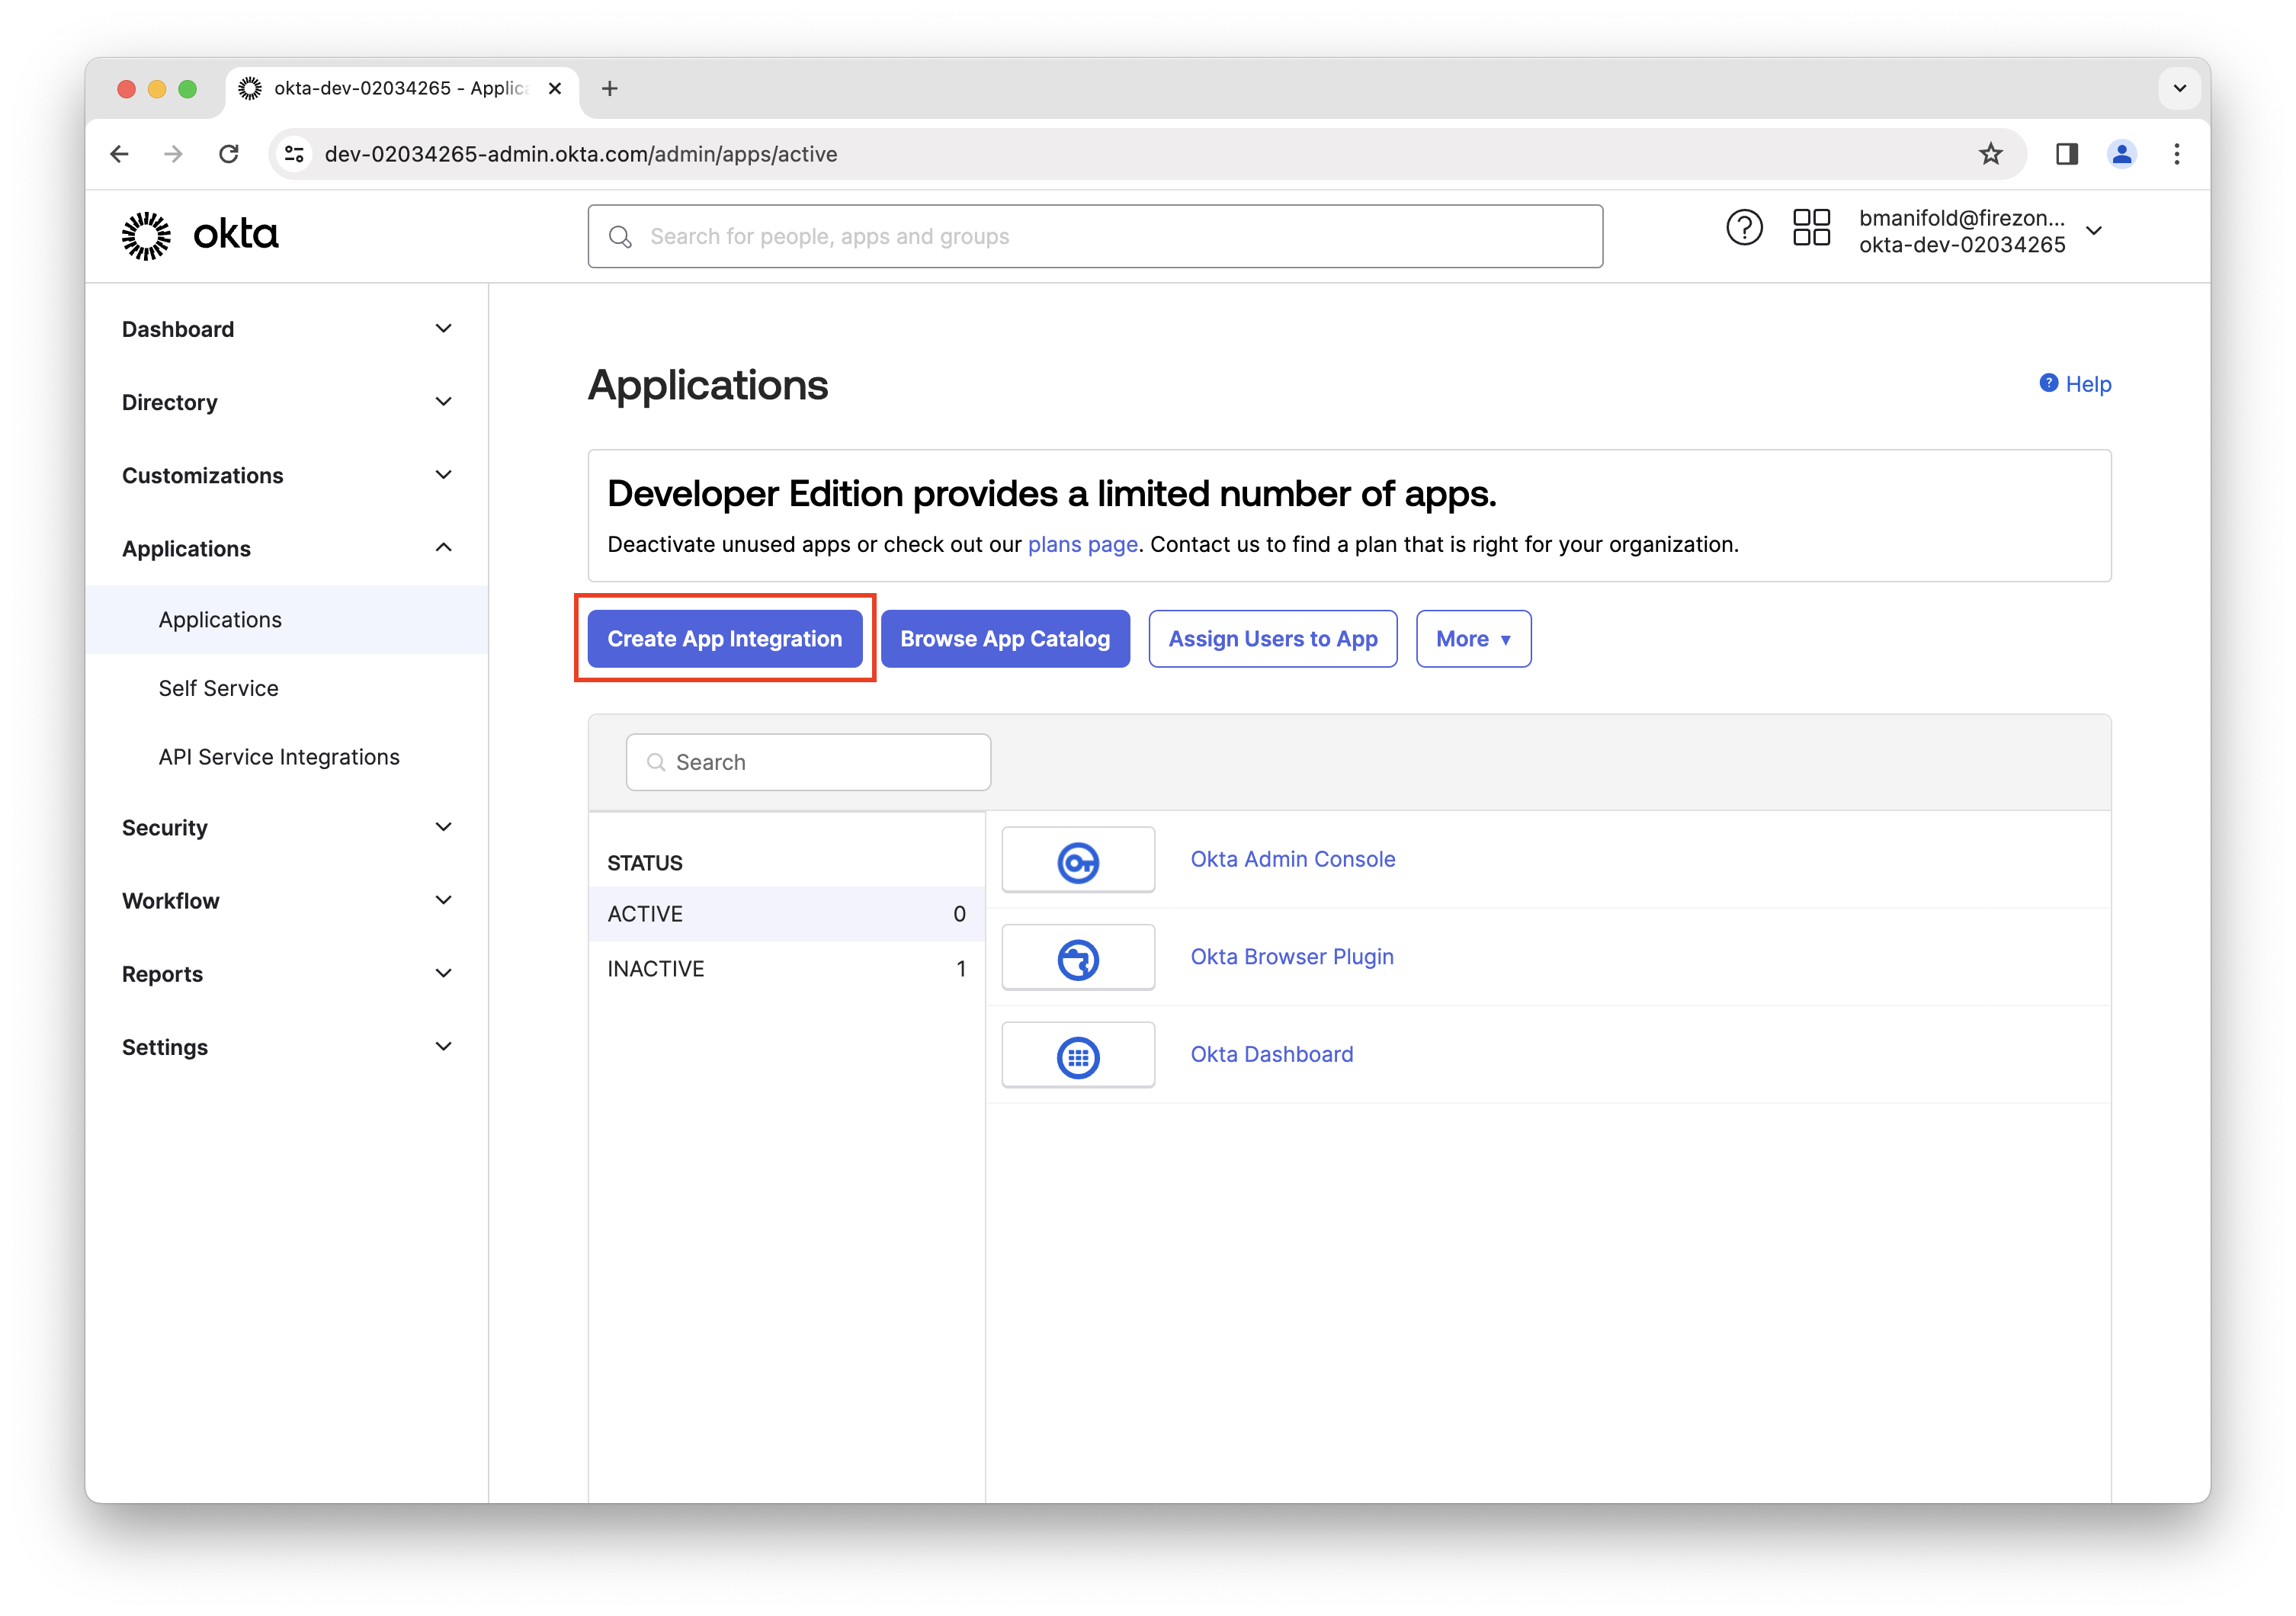 okta-dev-02034265 - Applic
dev-02034265-admin.okta.com/admin/apps/active
okta
Search for people, apps and groups
bmanifold@firezon...
okta-dev-02034265
Dashboard
Directory
Customizations
Applications
Applications
Self Service
API Service Integrations
Security
Workflow
Reports
Settings
Applications
Help
Developer Edition provides a limited number of apps.
Deactivate unused apps or check out our plans page. Contact us to find a plan that is right for your organization.
Create App Integration
Browse App Catalog
Assign Users to App
More
Search
STATUS
ACTIVE 0
INACTIVE 1
Okta Admin Console
Okta Browser Plugin
Okta Dashboard